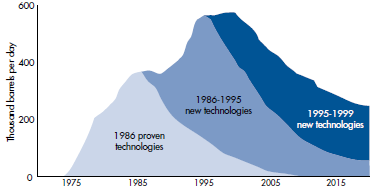 600
400
200
0
Thousand barrels per day
1986 proven
technologies
1986-1995
new technologies
1995-1999
new technologies
1975 1985 1995 2005 2015